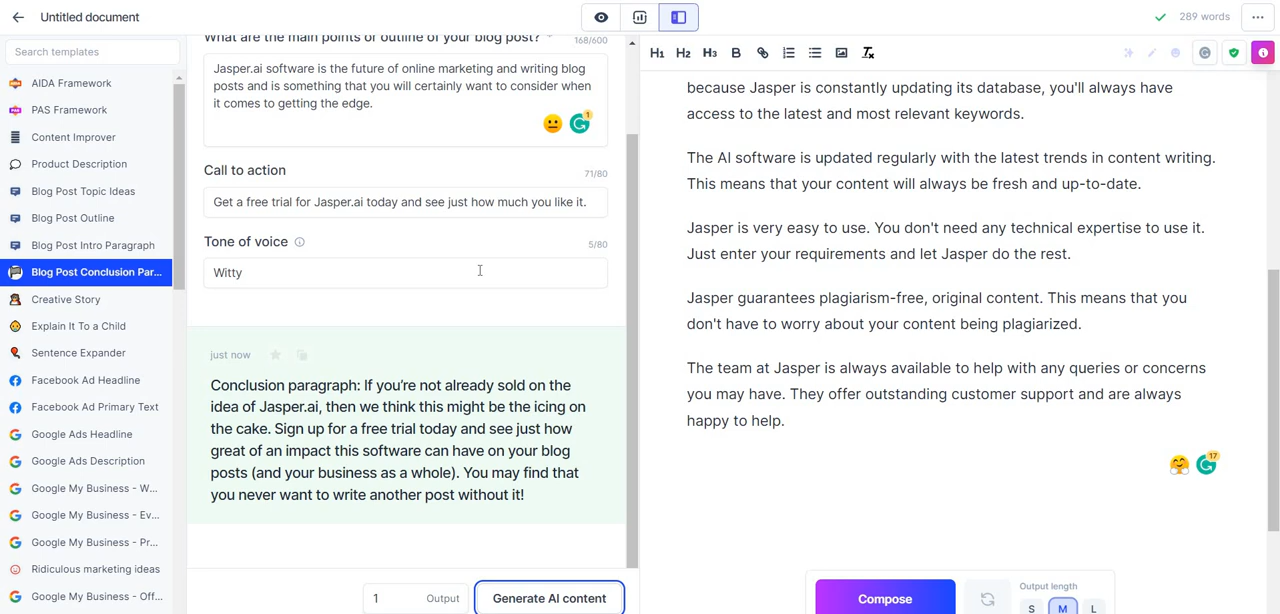 Untitled document
289 words
Search templates
AIDA Framework
PAS Framework
Content Improver
Product Description
Blog Post Topic Ideas
Blog Post Outline
Blog Post Intro Paragraph
Blog Post Conclusion Par...
Creative Story
Explain It To a Child
Sentence Expander
Facebook Ad Headline
Facebook Ad Primary Text
Google Ads Headline
Google Ads Description
Google My Business - W...
Google My Business - Ev...
Google My Business - Pr...
Ridiculous marketing ideas
Google My Business - Off...
What are the main points or outline of your blog post?
168/600
Jasper.ai software is the future of online marketing and writing blog
posts and is something that you will certainly want to consider when
it comes to getting the edge.
1
Call to action
71/80
Get a free trial for Jasper.ai today and see just how much you like it.
Tone of voice
5/80
Witty
just now
Conclusion paragraph: If you're not already sold on the
idea of Jasper.ai, then we think this might be the icing on
the cake. Sign up for a free trial today and see just how
great of an impact this software can have on your blog
posts (and your business as a whole). You may find that
you never want to write another post without it!
1
Output
Generate AI content
H1 H2 H3 B
because Jasper is constantly updating its database, you'll always have
access to the latest and most relevant keywords.
The AI software is updated regularly with the latest trends in content writing.
This means that your content will always be fresh and up-to-date.
Jasper is very easy to use. You don't need any technical expertise to use it.
Just enter your requirements and let Jasper do the rest.
Jasper guarantees plagiarism-free, original content. This means that you
don't have to worry about your content being plagiarized.
The team at Jasper is always available to help with any queries or concerns
you may have. They offer outstanding customer support and are always
happy to help.
17
Compose
Output length
S M L